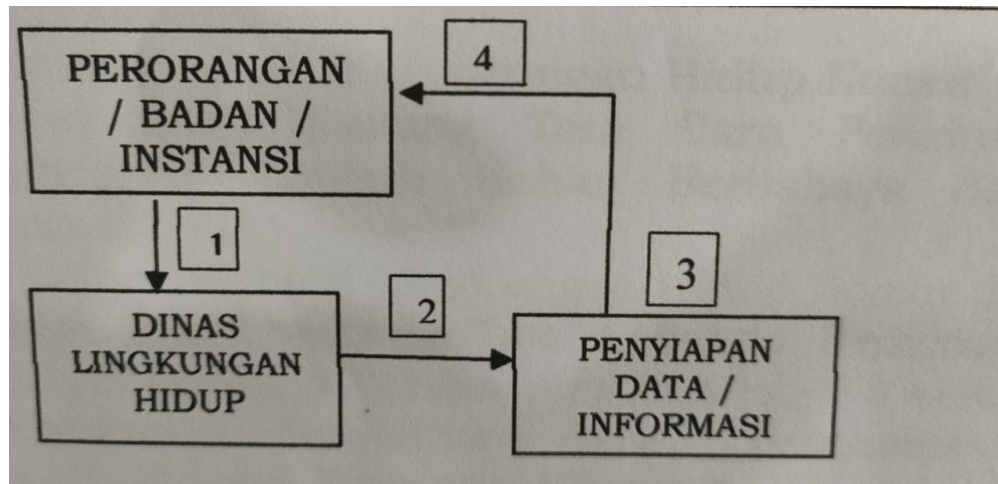 PERORANGAN
/ BADAN /
INSTANSI
4
1
DINAS
LINGKUNGAN
HIDUP
2
3
PENYIAPAN
DATA /
INFORMASI